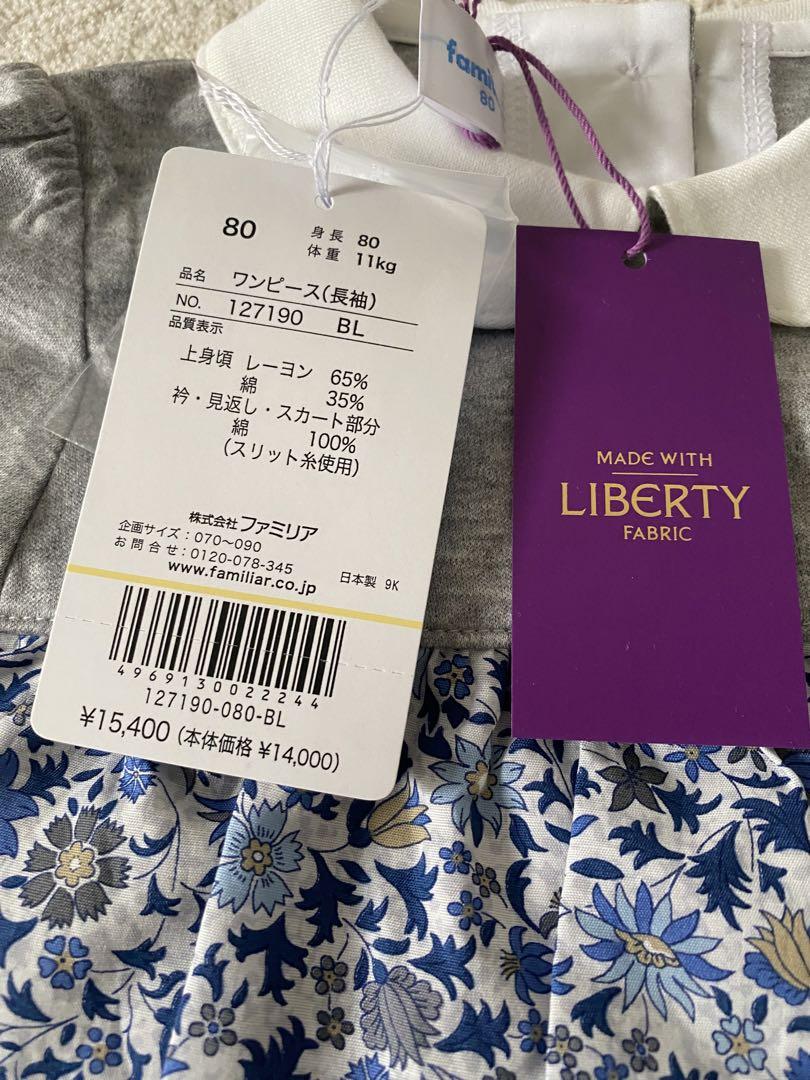 famil
80
80
身長 80
体重 11kg
品名 ワンピース(長袖)
NO. 127190 BL
品質表示
上身頃 レーヨン 65%
綿 35%
衿・見返し・スカート部分
綿 100%
(スリット糸使用)
株式会社ファミリア
企画サイズ:070〜090
お問合せ:0120-078-345
www.familiar.co.jp
日本製 9K
4969130022244
127190-080-BL
¥15,400 (本体価格 ¥14,000)
MADE WITH
LIBERTY
FABRIC